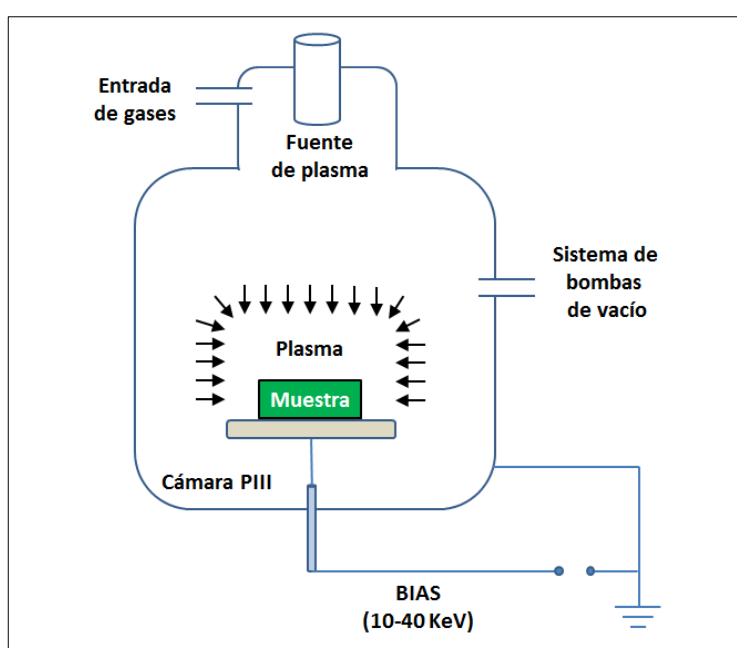 Entrada
de gases
Fuente
de plasma
Sistema de
bombas
de vacío
Plasma
Muestra
Cámara PIII
BIAS
(10-40 KeV)